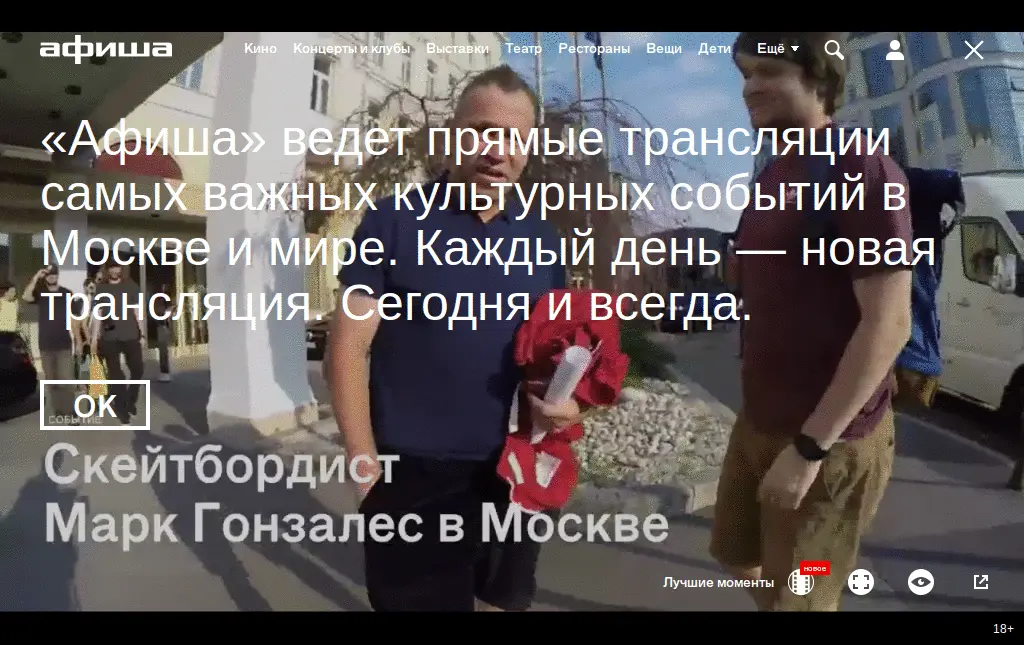 афиша
Кино Концерты и клубы Выставки Театр Рестораны Вещи Дети Ещё
«Афиша» ведет прямые трансляции
самых важных культурных событий в
Москве и мире. Каждый день — новая
трансляция. Сегодня и всегда.
ОК
СОБЫТИЕ
Скейтбордист
Марк Гонзалес в Москве
новое
Лучшие моменты
18+